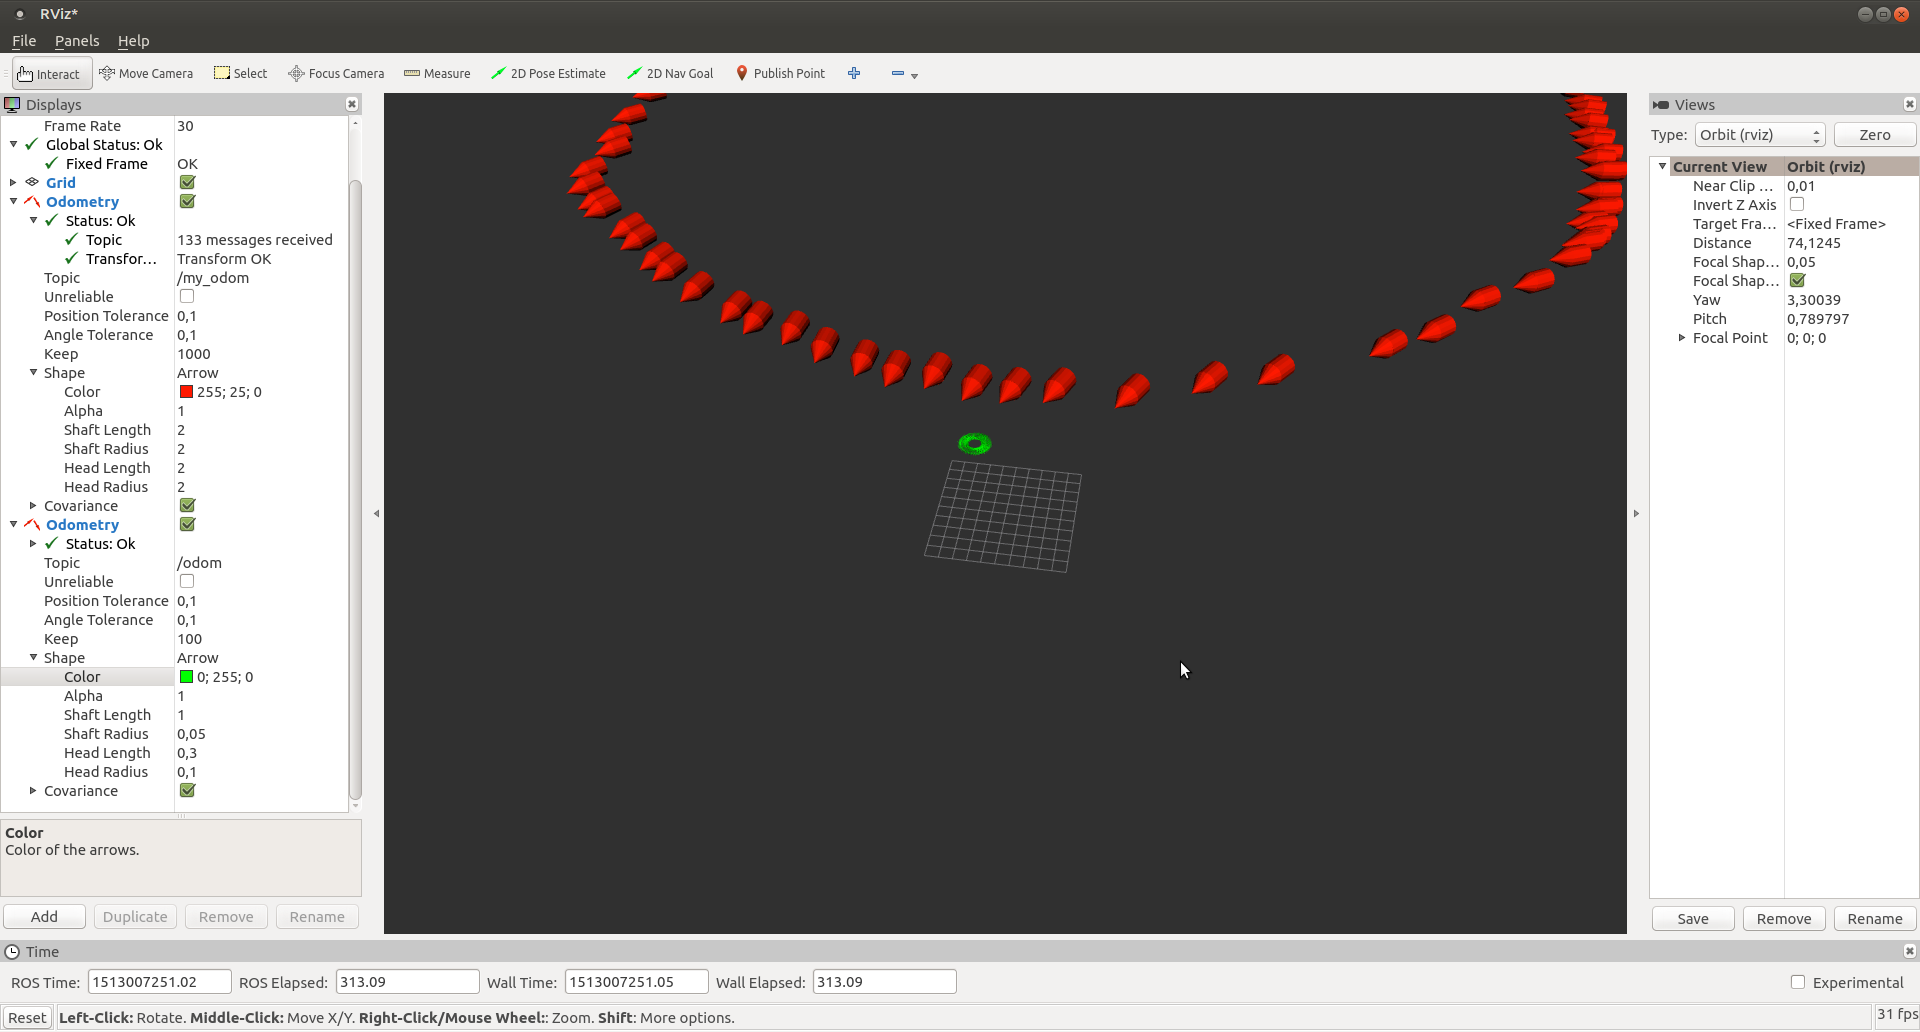 RViz*
File Panels Help
Interact Move Camera Select Focus Camera Measure 2D Pose Estimate 2D Nav Goal Publish Point
Displays
Frame Rate 30
Global Status: Ok
Fixed Frame OK
Grid
Odometry
Status: Ok
Topic 133 messages received
Transfor... Transform OK
Topic /my_odom
Unreliable
Position Tolerance 0,1
Angle Tolerance 0,1
Keep 1000
Shape Arrow
Color 255; 25; 0
Alpha 1
Shaft Length 2
Shaft Radius 2
Head Length 2
Head Radius 2
Covariance
Odometry
Status: Ok
Topic /odom
Unreliable
Position Tolerance 0,1
Angle Tolerance 0,1
Keep 100
Shape Arrow
Color 0; 255; 0
Alpha 1
Shaft Length 1
Shaft Radius 0,05
Head Length 0,3
Head Radius 0,1
Covariance
Color
Color of the arrows.
Add Duplicate Remove Rename
Views
Type: Orbit (rviz) Zero
Current View Orbit (rviz)
Near Clip ... 0,01
Invert Z Axis
Target Fra... <Fixed Frame>
Distance 74,1245
Focal Shap... 0,05
Focal Shap...
Yaw 3,30039
Pitch 0,789797
Focal Point 0; 0; 0
Save Remove Rename
Time
ROS Time: 1513007251.02 ROS Elapsed: 313.09 Wall Time: 1513007251.05 Wall Elapsed: 313.09 Experimental
Reset Left-Click: Rotate. Middle-Click: Move X/Y. Right-Click/Mouse Wheel:: Zoom. Shift: More options. 31 fps